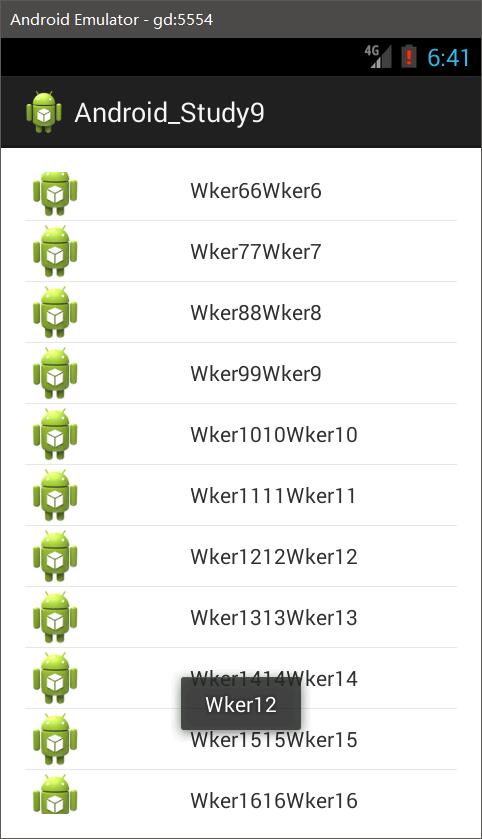 Android Emulator - gd:5554
4G 6:41
Android_Study9
Wker66Wker6
Wker77Wker7
Wker88Wker8
Wker99Wker9
Wker1010Wker10
Wker1111Wker11
Wker1212Wker12
Wker1313Wker13
Wker1414Wker14
Wker12
Wker1515Wker15
Wker1616Wker16